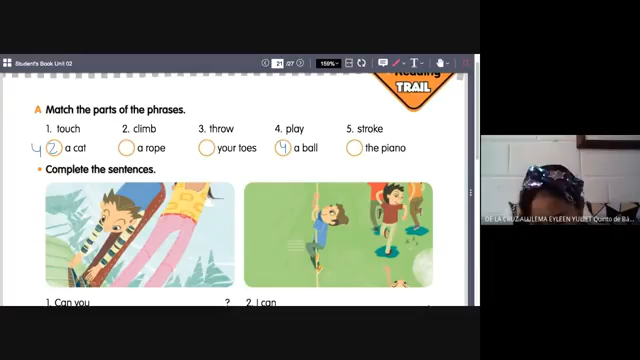 Student's Book Unit 02
21 /27
159%
Reading
TRAIL
A Match the parts of the phrases.
1. touch 2. climb 3. throw 4. play 5. stroke
4 2 a cat a rope your toes 4 a ball the piano
Complete the sentences.
1. Can you ? 2. I can .
DE LA CRUZ ALULEMA EYLEEN YULIET Quinto de Bá...